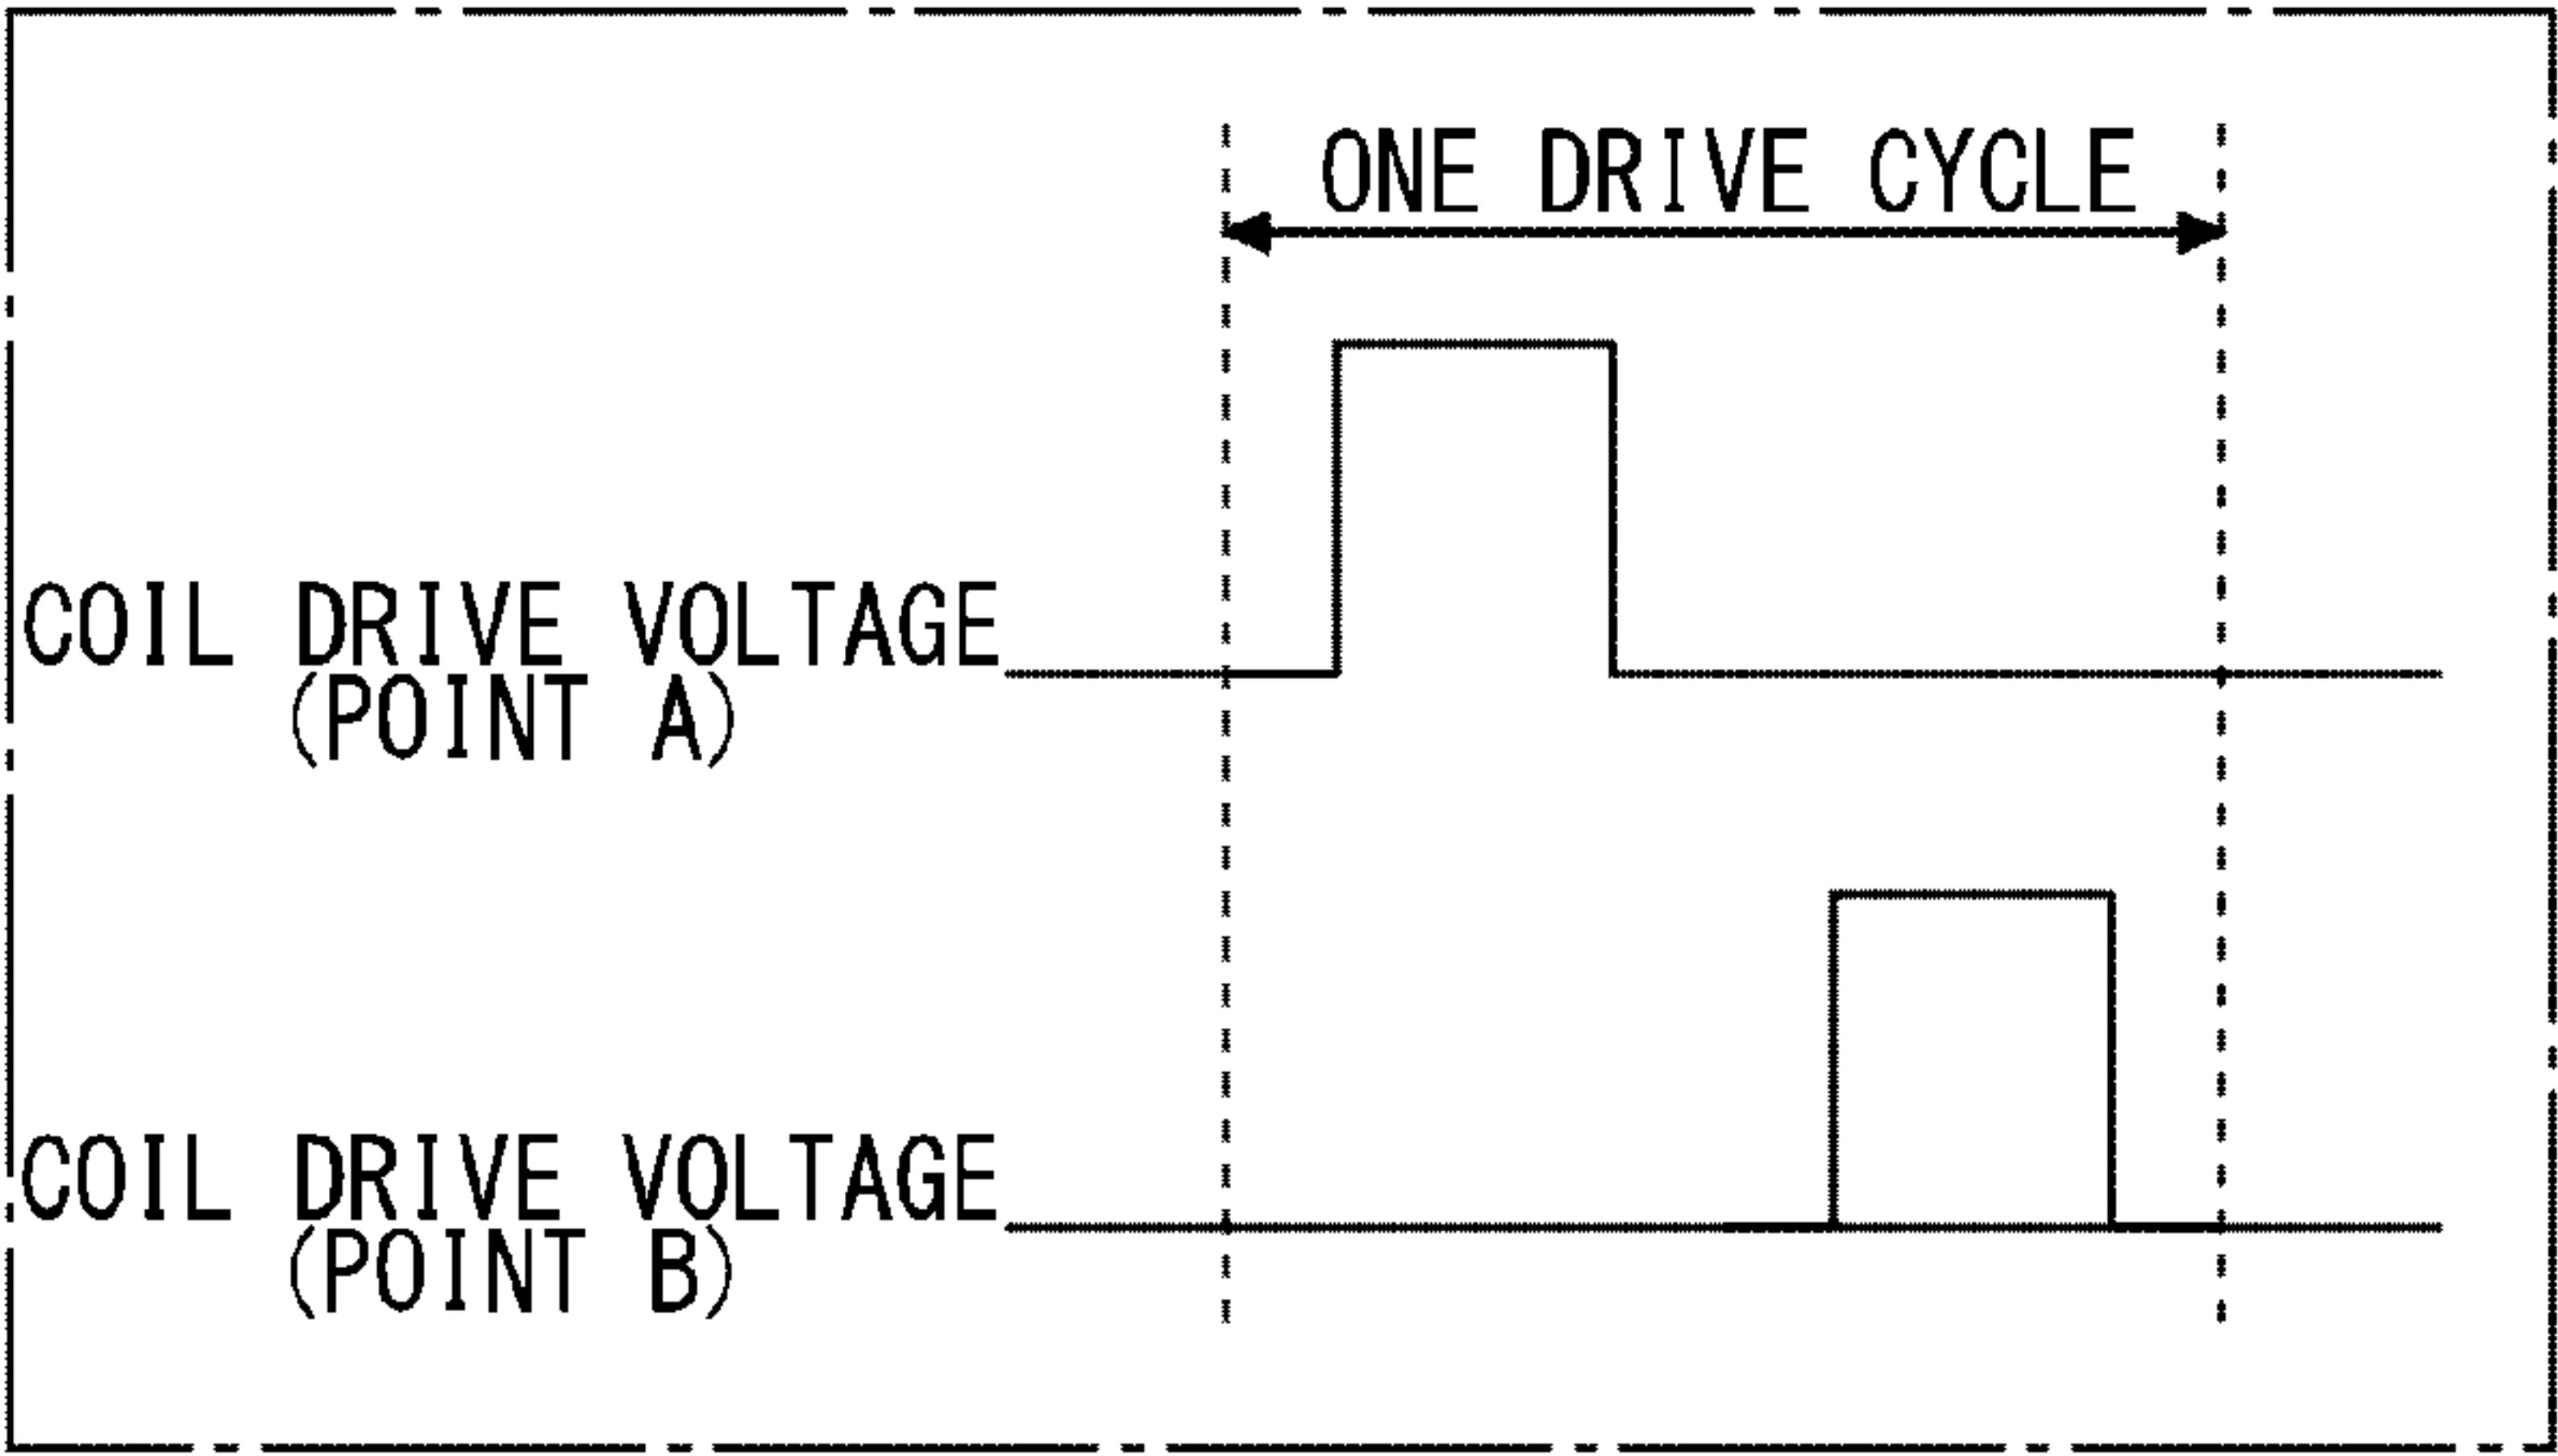 ONE DRIVE CYCLE
COIL DRIVE VOLTAGE
(POINT A)
COIL DRIVE VOLTAGE
(POINT B)